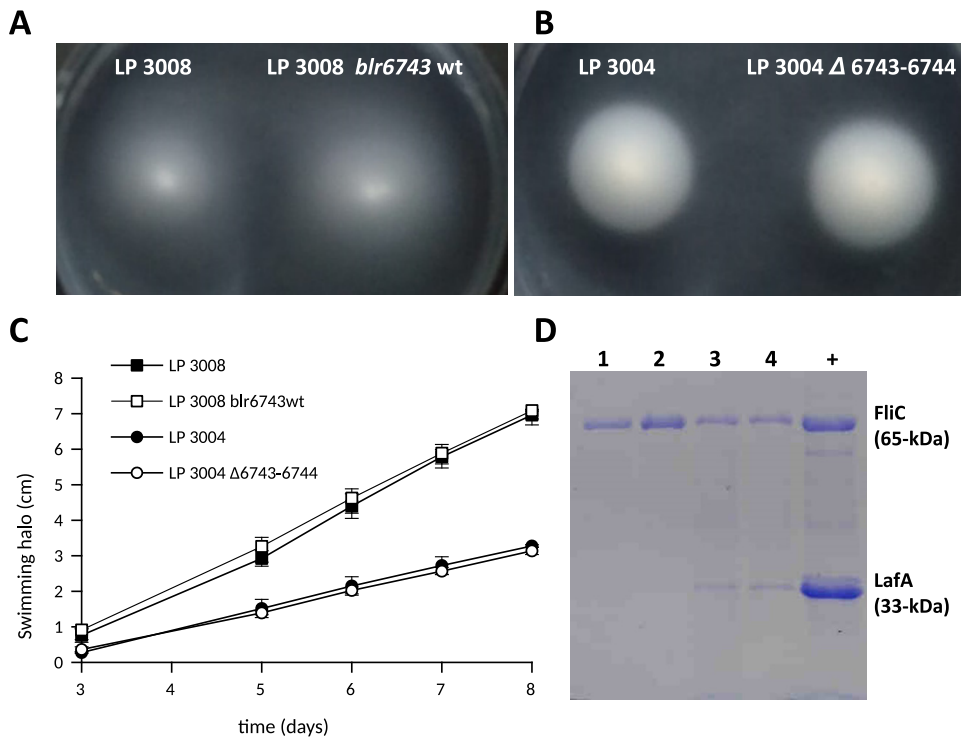 A
B
LP 3008
LP 3008 blr6743 wt
LP 3004
LP 3004 Δ 6743-6744
C
D
LP 3008
LP 3008 blr6743wt
LP 3004
LP 3004 Δ6743-6744
8
7
6
5
4
3
2
1
0
Swimming halo (cm)
3 4 5 6 7 8
time (days)
1 2 3 4 +
FliC
(65-kDa)
LafA
(33-kDa)